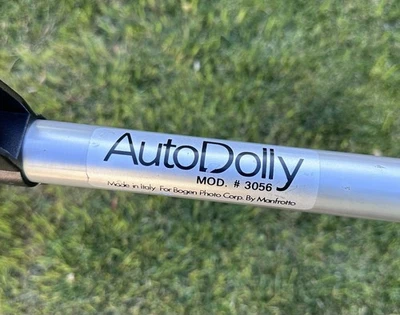 AutoDolly
MOD. # 3056
Made in Italy For Bogen Photo Corp. By Manfrotto